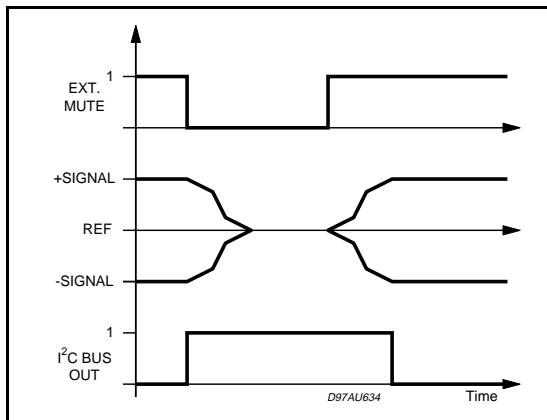 1
EXT.
MUTE
+SIGNAL
REF
-SIGNAL
1
I²C BUS
OUT
D97AU634
Time